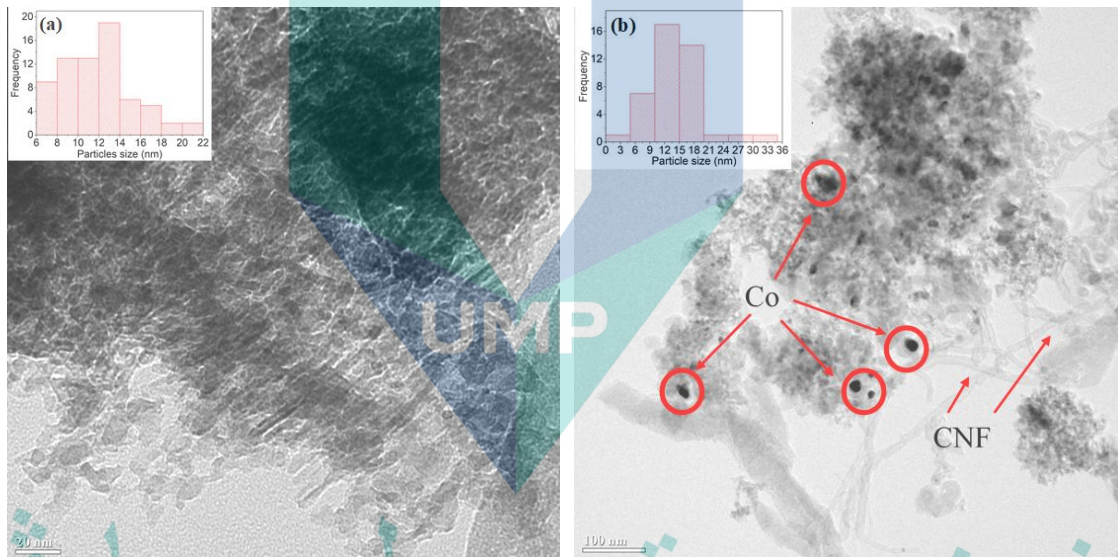 (a)
Frequency
20
16
12
8
4
0
6 8 10 12 14 16 18 20 22
Particles size (nm)
20 nm
(b)
Frequency
16
12
8
4
0
0 3 6 9 12 15 18 21 24 27 30 33 36
Particle size (nm)
Co
CNF
100 nm
UMP